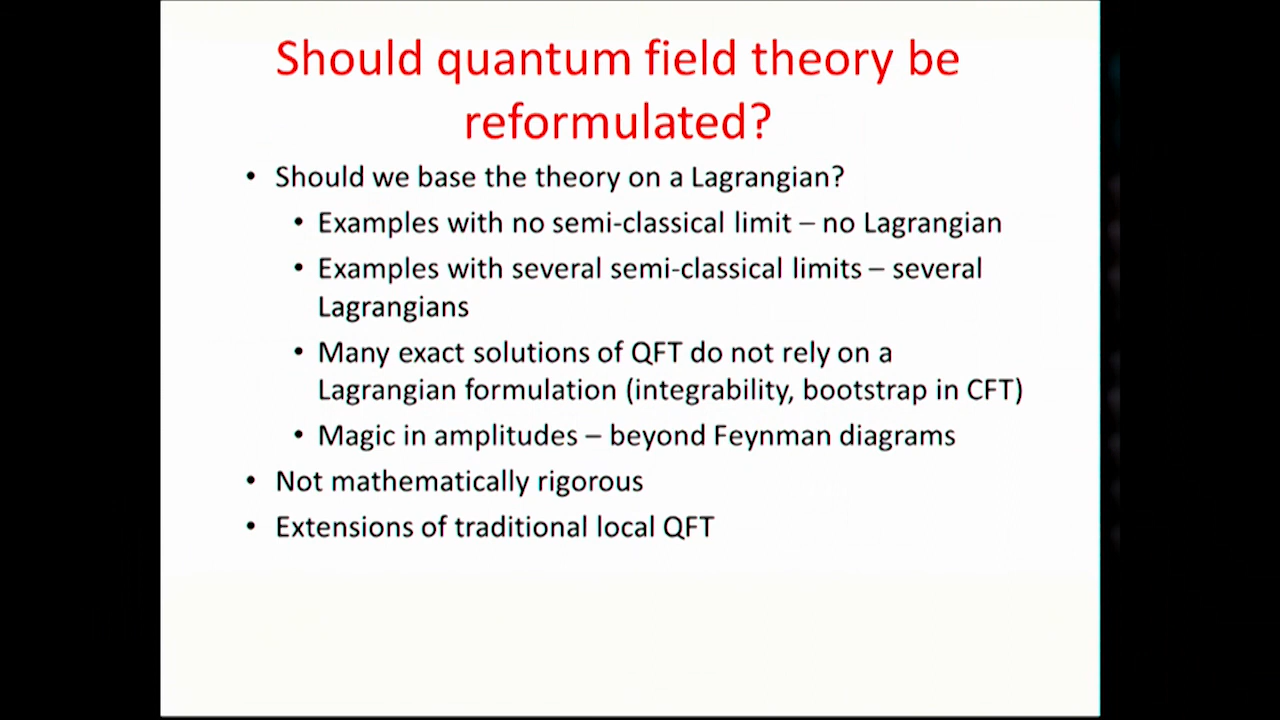 Should quantum field theory be
reformulated?
• Should we base the theory on a Lagrangian?
• Examples with no semi-classical limit – no Lagrangian
• Examples with several semi-classical limits – several
Lagrangians
• Many exact solutions of QFT do not rely on a
Lagrangian formulation (integrability, bootstrap in CFT)
• Magic in amplitudes – beyond Feynman diagrams
• Not mathematically rigorous
• Extensions of traditional local QFT